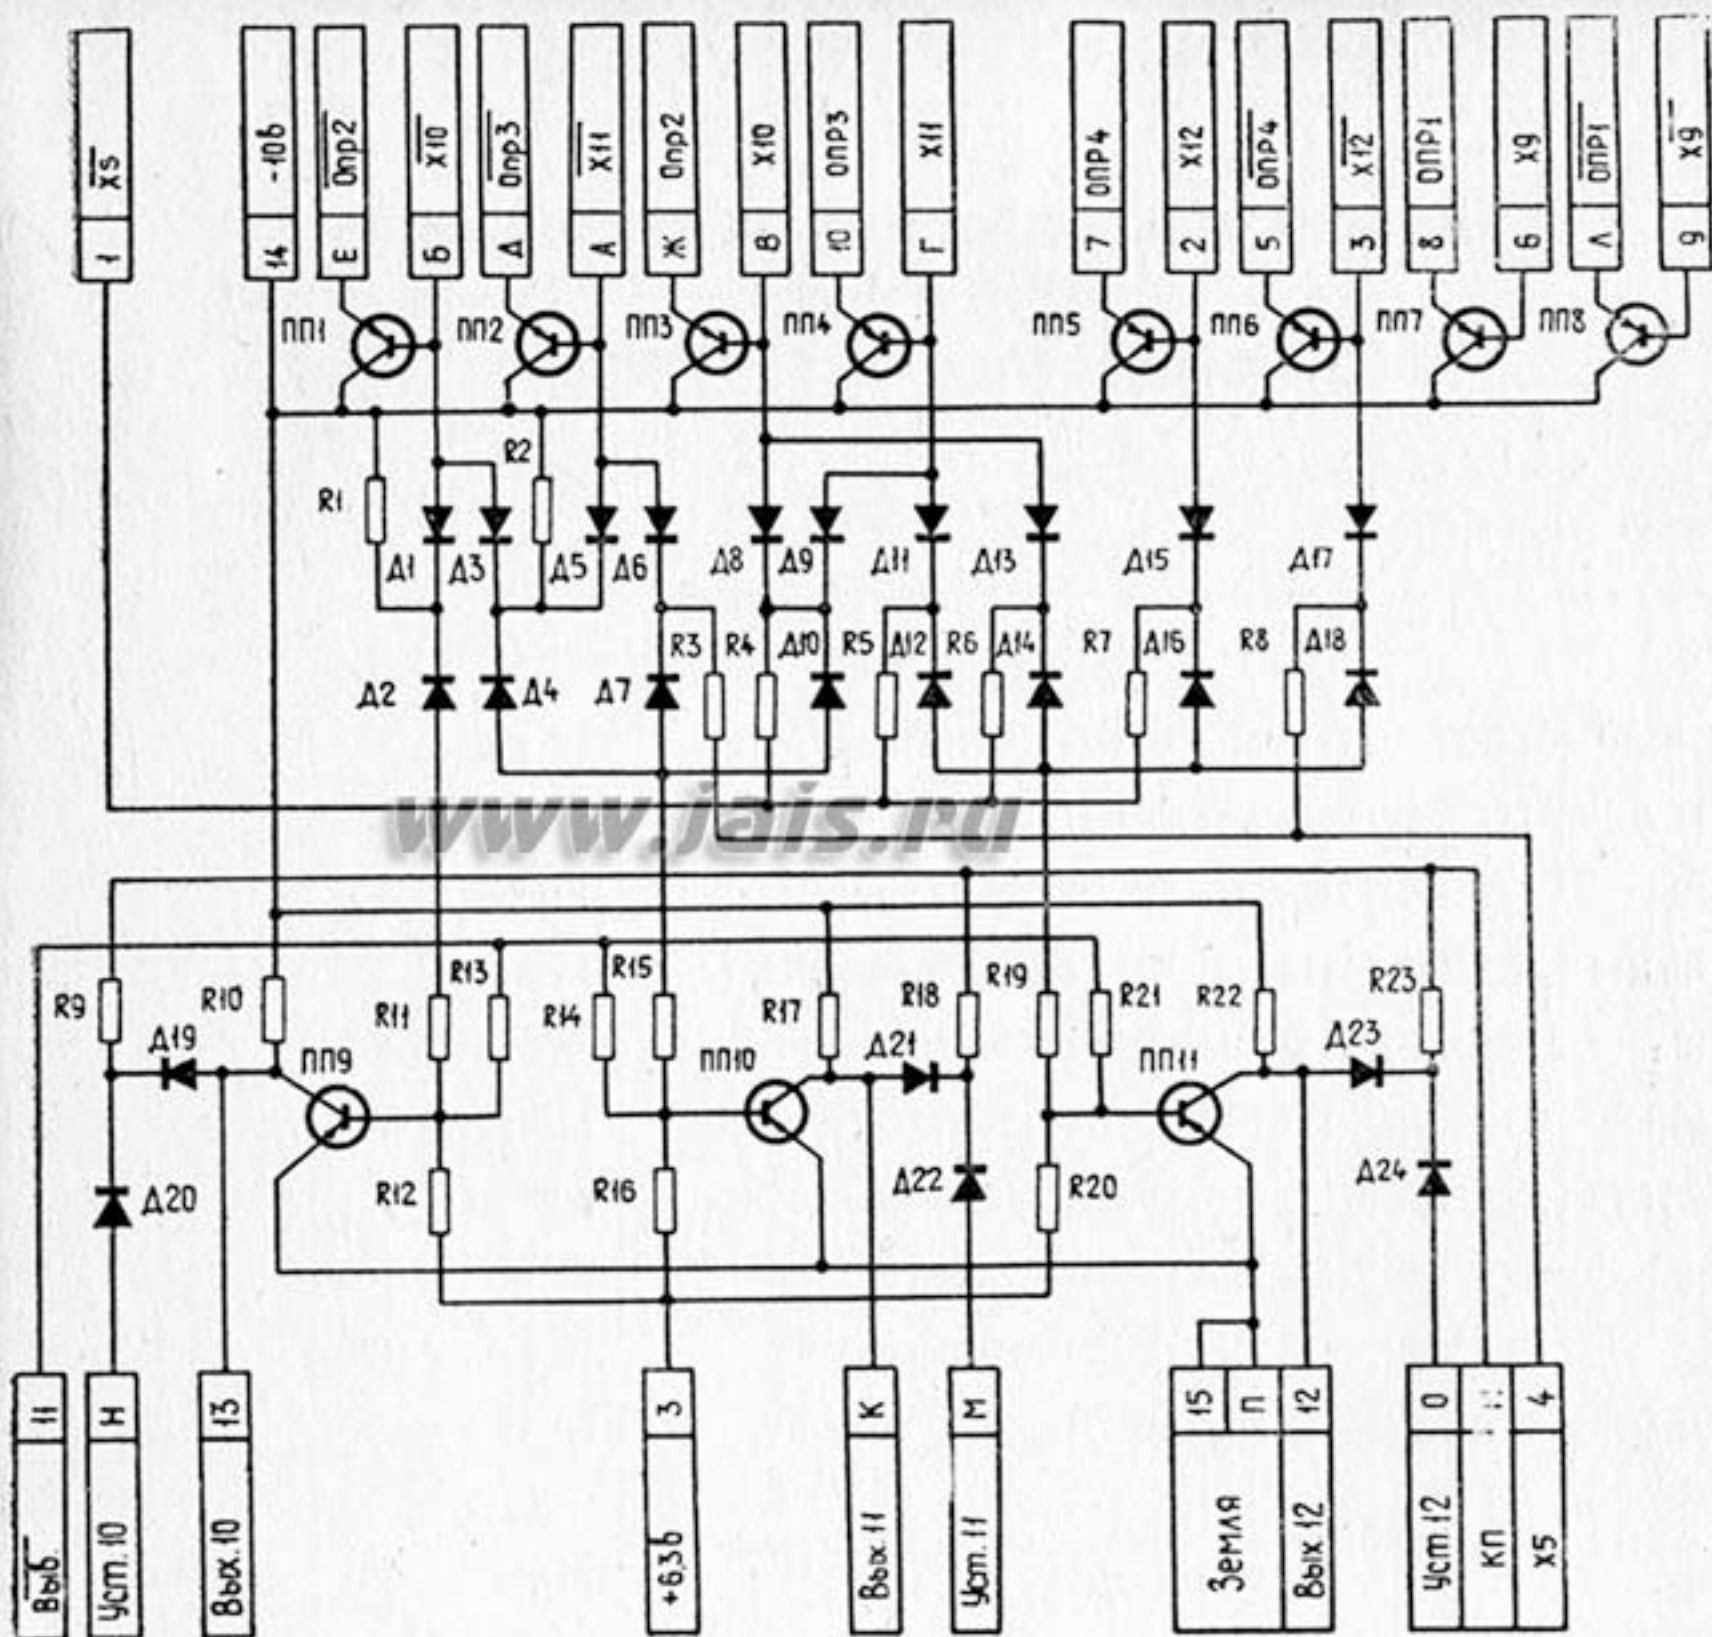 X5
1
-10в
14
Опр2
Е
X10
Б
Опр3
Д
X11
А
Опр2
Ж
X10
В
ОПР3
10
X11
Г
ОПР4
7
X12
2
ОПР4
5
X12
3
ОПР1
8
X9
6
ОПР1
Л
X9
9
ПП1 ПП2 ПП3 ПП4 ПП5 ПП6 ПП7 ПП8
R1 R2
Д1 Д3 Д5 Д6 Д8 Д9 Д11 Д13 Д15 Д17
R3 R4 Д10 R5 Д12 R6 Д14 R7 Д16 R8 Д18
Д2 Д4 Д7
www.jais.ru
R9 R10 R11 R13 R14 R15 R17 R18 R19 R21 R22 R23
Д19 ПП9 ПП10 Д21 ПП11 Д23
Д20 R12 R16 Д22 R20 Д24
11
Выб.
Н
Уст. 10
13
Вых. 10
3
+6,3в
К
Вых. 11
М
Уст. 11
15
П
Земля
12
Вых 12
О
Уст 12
КП
4
X5